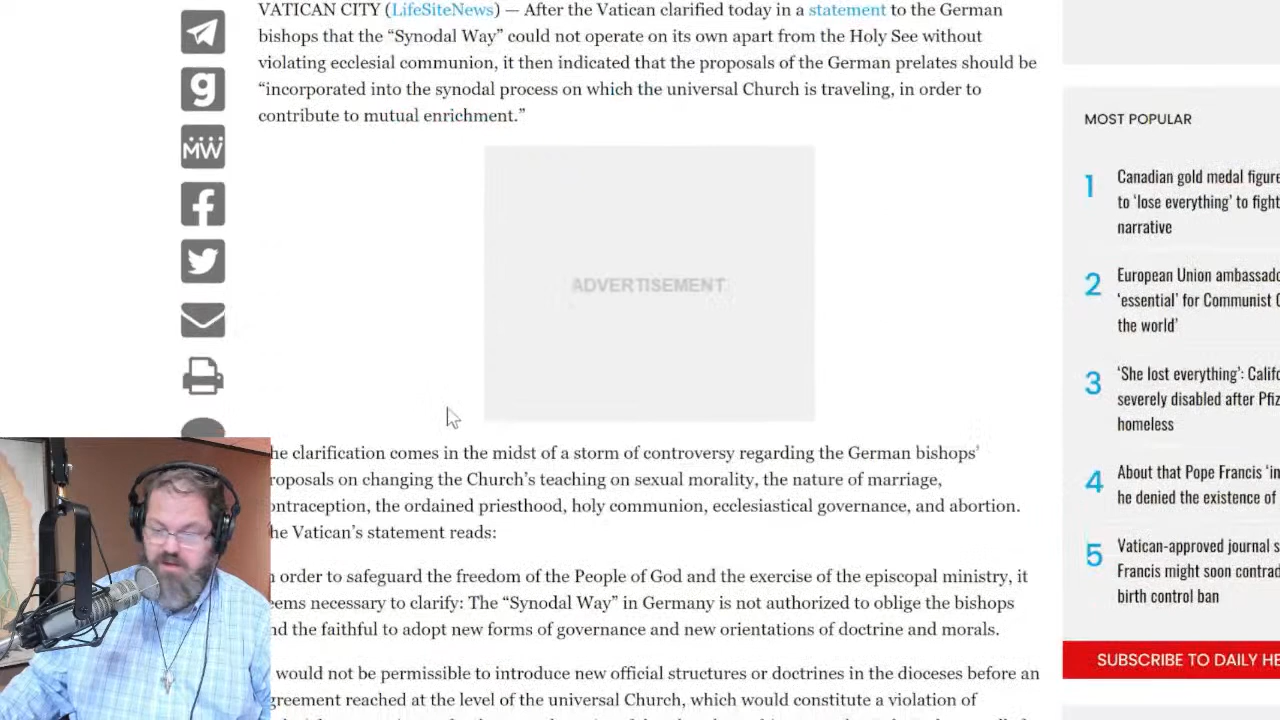 VATICAN CITY (LifeSiteNews) — After the Vatican clarified today in a statement to the German
bishops that the “Synodal Way” could not operate on its own apart from the Holy See without
violating ecclesial communion, it then indicated that the proposals of the German prelates should be
“incorporated into the synodal process on which the universal Church is traveling, in order to
contribute to mutual enrichment.”
g
MW
ADVERTISEMENT
he clarification comes in the midst of a storm of controversy regarding the German bishops’
roposals on changing the Church’s teaching on sexual morality, the nature of marriage,
ontraception, the ordained priesthood, holy communion, ecclesiastical governance, and abortion.
he Vatican’s statement reads:
n order to safeguard the freedom of the People of God and the exercise of the episcopal ministry, it
eems necessary to clarify: The “Synodal Way” in Germany is not authorized to oblige the bishops
nd the faithful to adopt new forms of governance and new orientations of doctrine and morals.
would not be permissible to introduce new official structures or doctrines in the dioceses before an
greement reached at the level of the universal Church, which would constitute a violation of
MOST POPULAR
1 Canadian gold medal figure
to ‘lose everything’ to fight
narrative
2 European Union ambassado
‘essential’ for Communist C
the world’
3 ‘She lost everything’: Califo
severely disabled after Pfiz
homeless
4 About that Pope Francis ‘in
he denied the existence of
5 Vatican-approved journal s
Francis might soon contrad
birth control ban
SUBSCRIBE TO DAILY HE